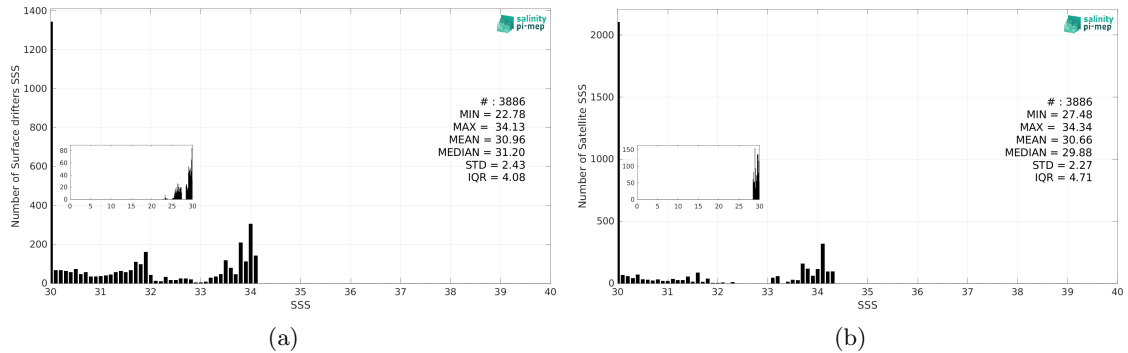 1400
1200
1000
800
600
400
200
0
Number of Surface drifters SSS
salinity
pi-mep
# : 3886
MIN = 22.78
MAX = 34.13
MEAN = 30.96
MEDIAN = 31.20
STD = 2.43
IQR = 4.08
80
60
40
20
0
0 5 10 15 20 25 30
30 31 32 33 34 35 36 37 38 39 40
SSS
(a)
2000
1500
1000
500
0
Number of Satellite SSS
salinity
pi-mep
# : 3886
MIN = 27.48
MAX = 34.34
MEAN = 30.66
MEDIAN = 29.88
STD = 2.27
IQR = 4.71
150
100
50
0
0 5 10 15 20 25 30
30 31 32 33 34 35 36 37 38 39 40
SSS
(b)